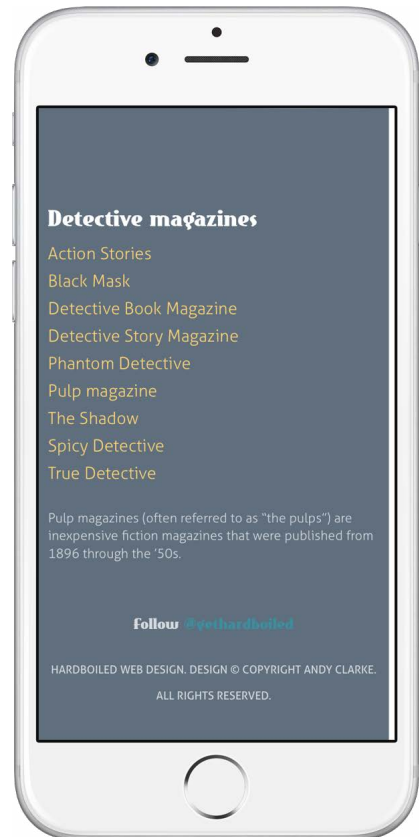 Detective magazines
Action Stories
Black Mask
Detective Book Magazine
Detective Story Magazine
Phantom Detective
Pulp magazine
The Shadow
Spicy Detective
True Detective
Pulp magazines (often referred to as “the pulps”) are
inexpensive fiction magazines that were published from
1896 through the ’50s.
Follow @gethardboiled
HARDBOILED WEB DESIGN. DESIGN © COPYRIGHT ANDY CLARKE.
ALL RIGHTS RESERVED.